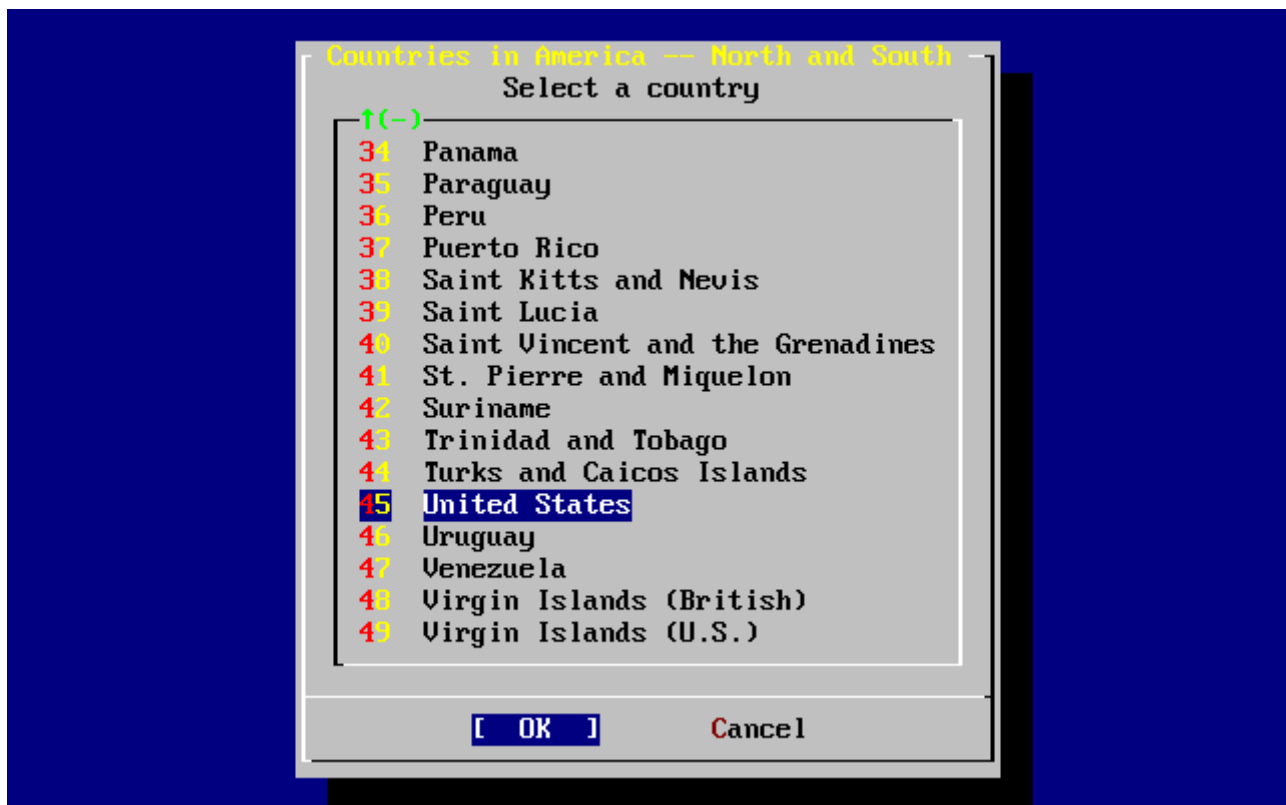 Countries in America -- North and South
Select a country
↑(-)
34 Panama
35 Paraguay
36 Peru
37 Puerto Rico
38 Saint Kitts and Nevis
39 Saint Lucia
40 Saint Vincent and the Grenadines
41 St. Pierre and Miquelon
42 Suriname
43 Trinidad and Tobago
44 Turks and Caicos Islands
45 United States
46 Uruguay
47 Venezuela
48 Virgin Islands (British)
49 Virgin Islands (U.S.)
[ OK ] Cancel